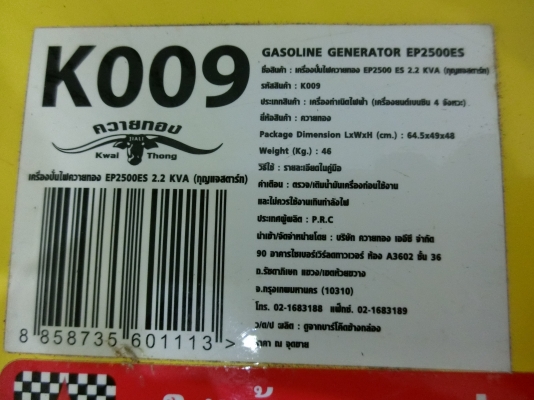 K009
ควายทอง
Kwai Thong
เครื่องปั่นไฟควายทอง EP2500ES 2.2 KVA (กุญแจสตาร์ท)
8 858735 601113 >
GASOLINE GENERATOR EP2500ES
ชื่อสินค้า : เครื่องปั่นไฟควายทอง EP2500 ES 2.2 KVA (กุญแจสตาร์ท)
รหัสสินค้า : K009
ประเภทสินค้า : เครื่องกำเนิดไฟฟ้า (เครื่องยนต์เบนซิน 4 จังหวะ)
ยี่ห้อสินค้า : ควายทอง
Package Dimension LxWxH (cm.) : 64.5x49x48
Weight (Kg.) : 46
วิธีใช้ : รายละเอียดในคู่มือ
คำเตือน : ตรวจ/เติมน้ำมันเครื่องก่อนใช้งาน
และไม่ควรใช้งานเกินกำลังไฟ
ประเทศผู้ผลิต : P.R.C
นำเข้า/จัดจำหน่ายโดย : บริษัท ควายทอง เอจีซี จำกัด
90 อาคารไซเบอร์เวิร์ลดทาวเวอร์ ห้อง A3602 ชั้น 36
ถ.รัชดาภิเษก แขวง/เขตห้วยขวาง
จ.กรุงเทพมหานคร (10310)
โทร. 02-1683188 แฟ็กซ์. 02-1683189
ว/ด/ป ผลิต : ดูจากบาร์โค๊ดข้างกล่อง
ราคา ณ จุดขาย